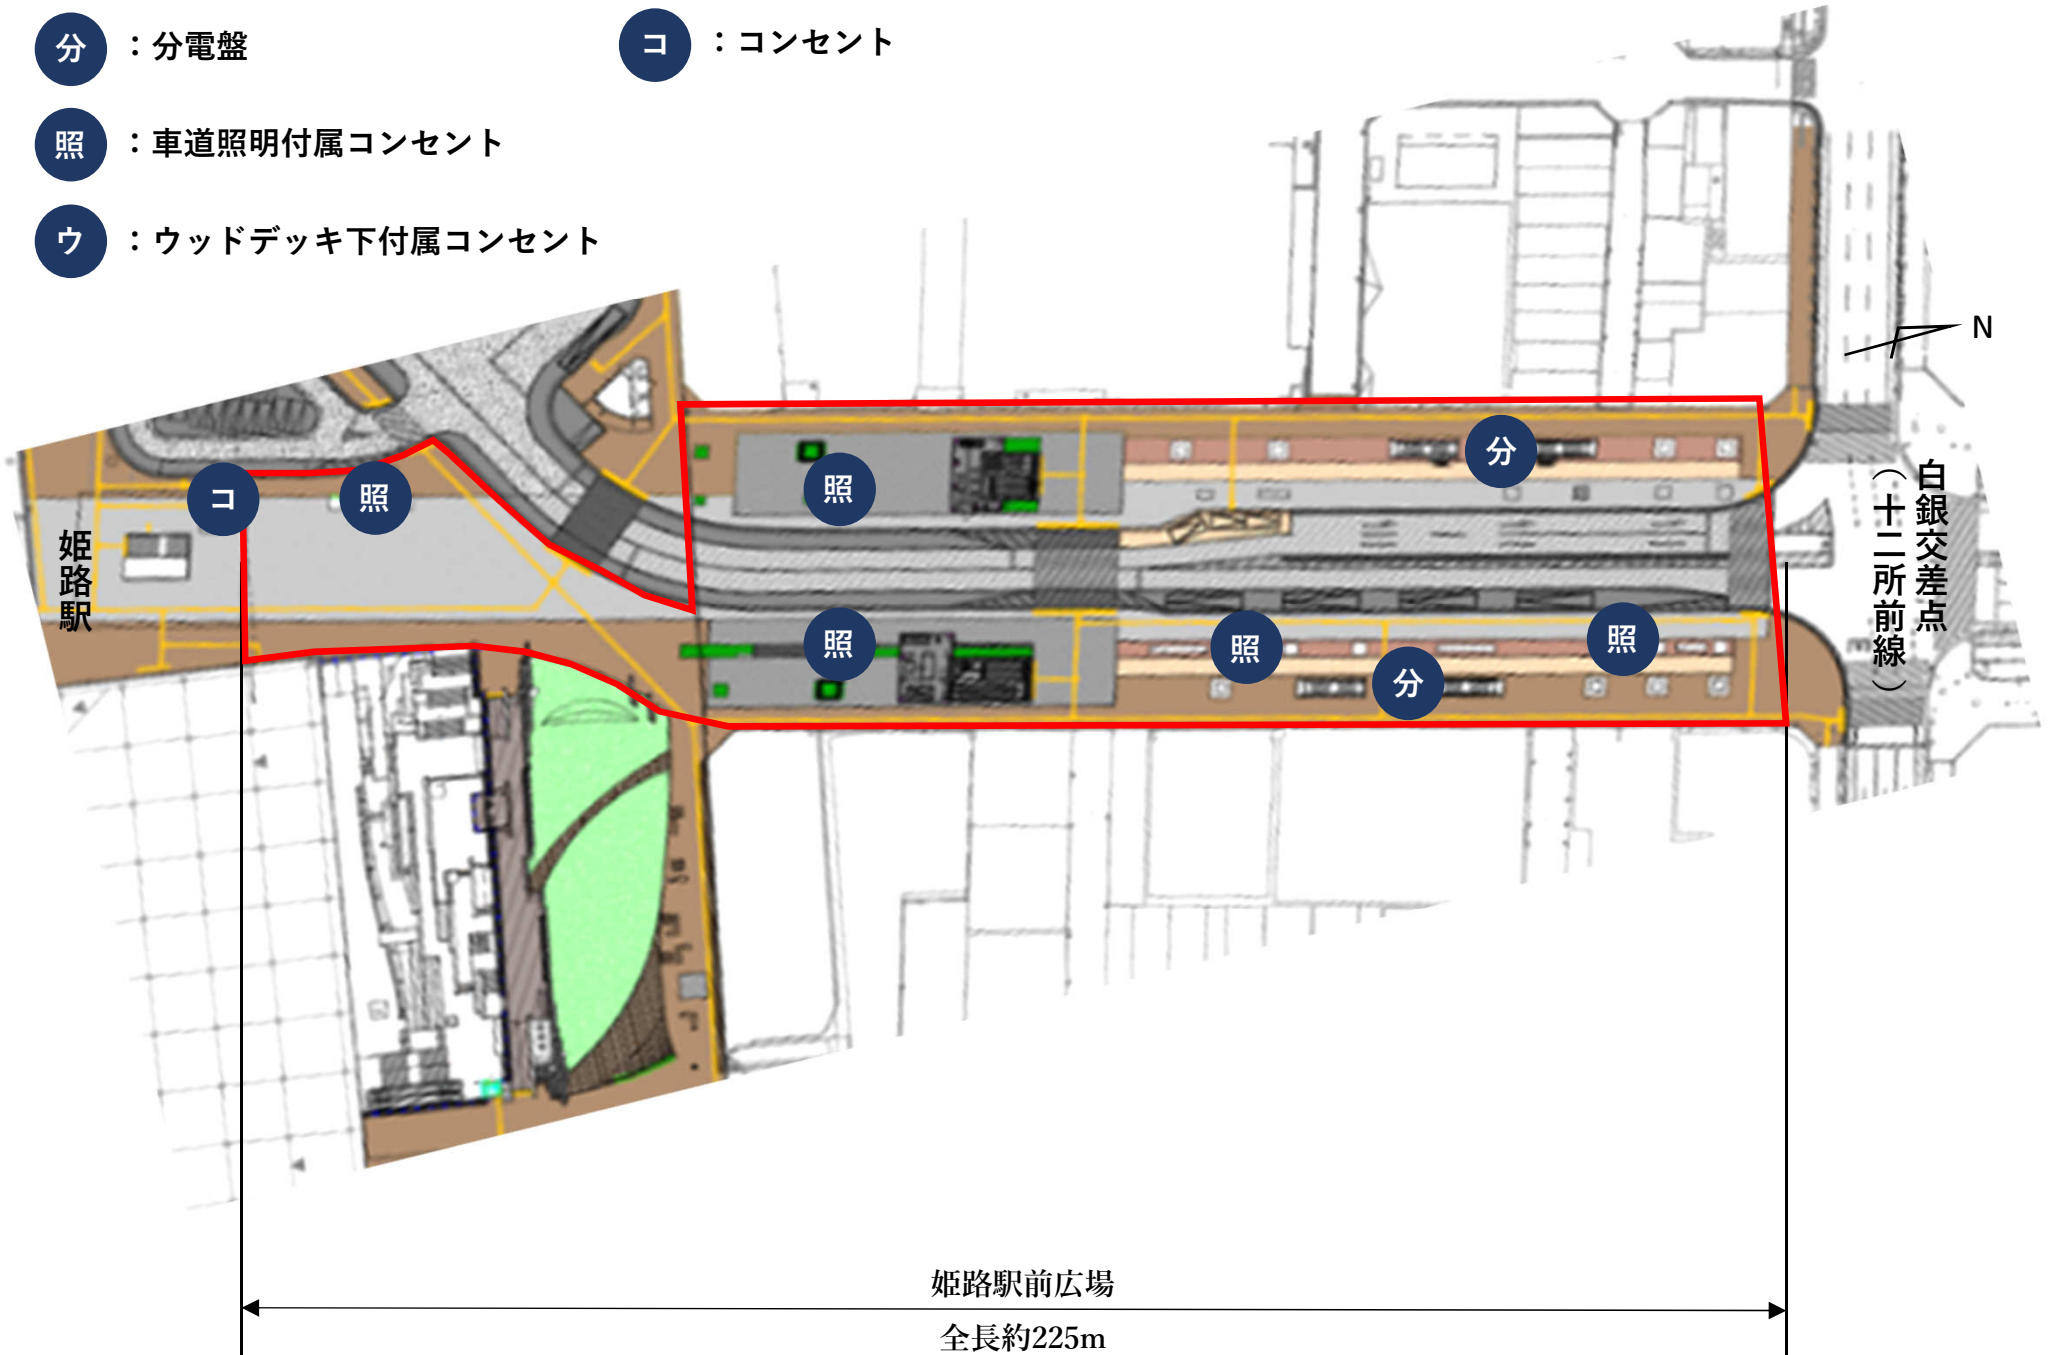 分 ：分電盤
コ ：コンセント
照 ：車道照明付属コンセント
ウ ：ウッドデッキ下付属コンセント
N
分
照
コ
照
白銀交差点
（十二所前線）
姫路駅
照
照
照
分
姫路駅前広場
全長約225m